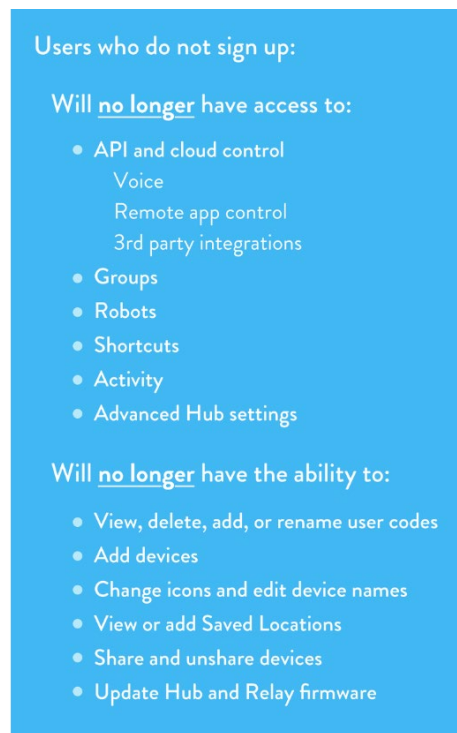 Users who do not sign up:
Will no longer have access to:
• API and cloud control
Voice
Remote app control
3rd party integrations
• Groups
• Robots
• Shortcuts
• Activity
• Advanced Hub settings
Will no longer have the ability to:
• View, delete, add, or rename user codes
• Add devices
• Change icons and edit device names
• View or add Saved Locations
• Share and unshare devices
• Update Hub and Relay firmware